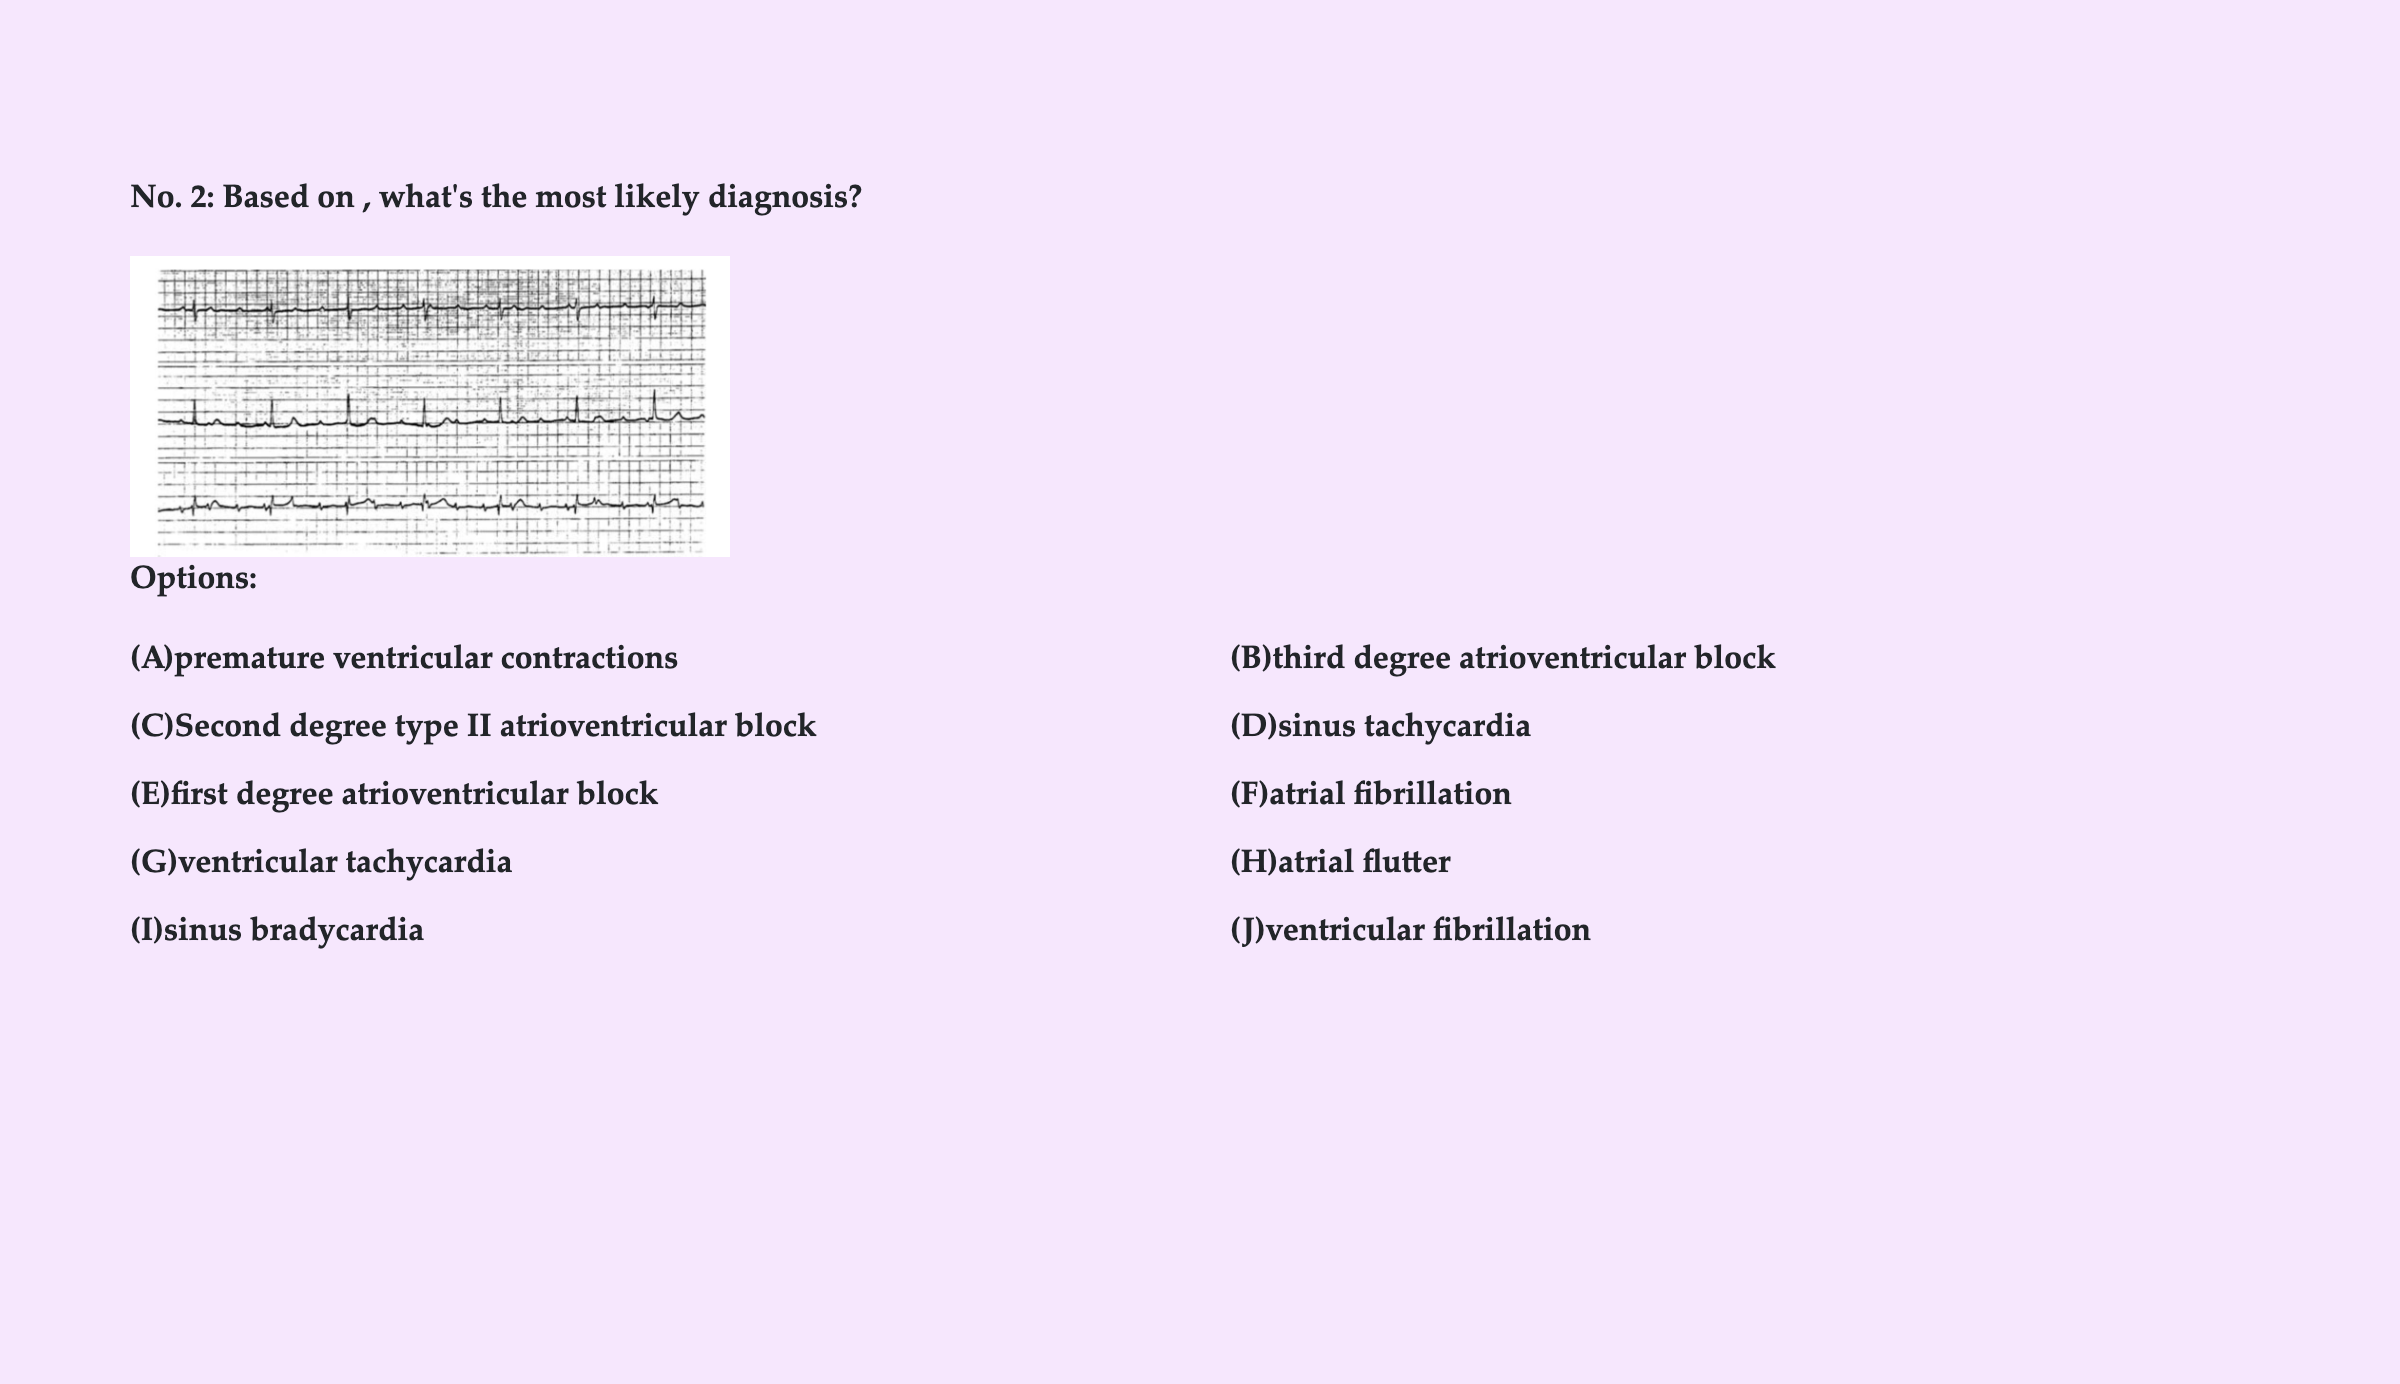 No. 2: Based on , what's the most likely diagnosis?
Options:
(A)premature ventricular contractions
(B)third degree atrioventricular block
(C)Second degree type II atrioventricular block
(D)sinus tachycardia
(E)first degree atrioventricular block
(F)atrial fibrillation
(G)ventricular tachycardia
(H)atrial flutter
(I)sinus bradycardia
(J)ventricular fibrillation